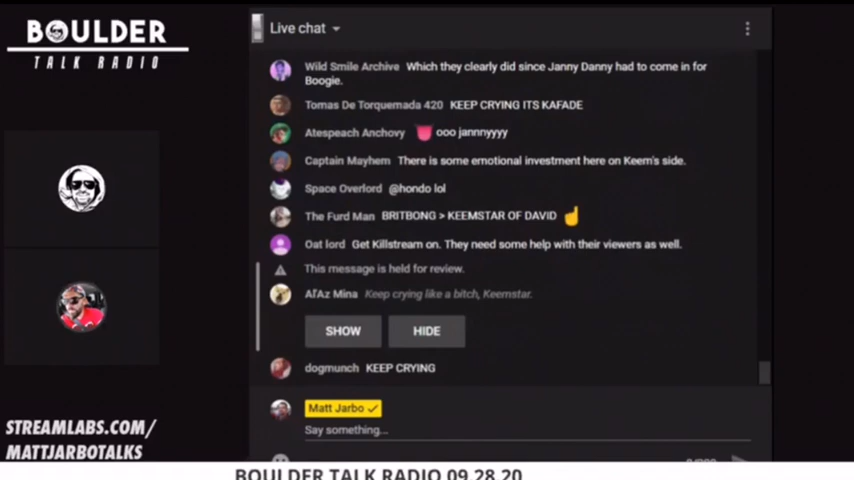 BOULDER
TALK RADIO
Live chat
Wild Smile Archive Which they clearly did since Janny Danny had to come in for
Boogie.
Tomas De Torquemada 420 KEEP CRYING ITS KAFADE
Atespeach Anchovy ooo jannnyyyy
Captain Mayhem There is some emotional investment here on Keem's side.
Space Overlord @hondo lol
The Furd Man BRITBONG > KEEMSTAR OF DAVID
Oat lord Get Killstream on. They need some help with their viewers as well.
This message is held for review.
Al'Az Mina Keep crying like a bitch, Keemstar.
SHOW HIDE
dogmunch KEEP CRYING
Matt Jarbo
Say something...
STREAMLABS.COM/
MATTJARBOTALKS
BOULDER TALK RADIO 09.28.20